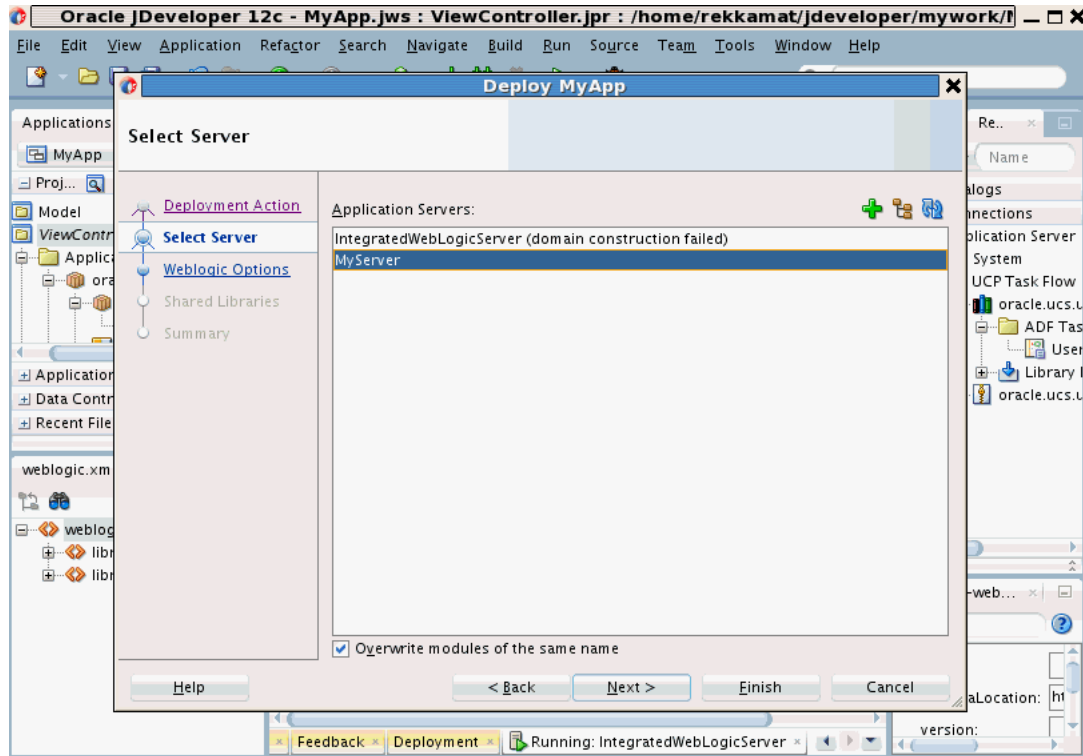 Oracle JDeveloper 12c - MyApp.jws : ViewController.jpr : /home/rekkamat/jdeveloper/mywork/
File Edit View Application Refactor Search Navigate Build Run Source Team Tools Window Help
Deploy MyApp
Applications
MyApp
Proj...
Model
ViewContr
Applica
ora
Application
Data Contr
Recent File
weblogic.xm
weblog
libr
libr
Select Server
Deployment Action
Select Server
Weblogic Options
Shared Libraries
Summary
Application Servers:
IntegratedWebLogicServer (domain construction failed)
MyServer
Overwrite modules of the same name
Help
< Back
Next >
Finish
Cancel
Re..
Name
alogs
nnections
plication Server
System
UCP Task Flow
oracle.ucs.u
ADF Tas
User
Library
oracle.ucs.u
-web...
aLocation: ht
version:
Feedback
Deployment
Running: IntegratedWebLogicServer